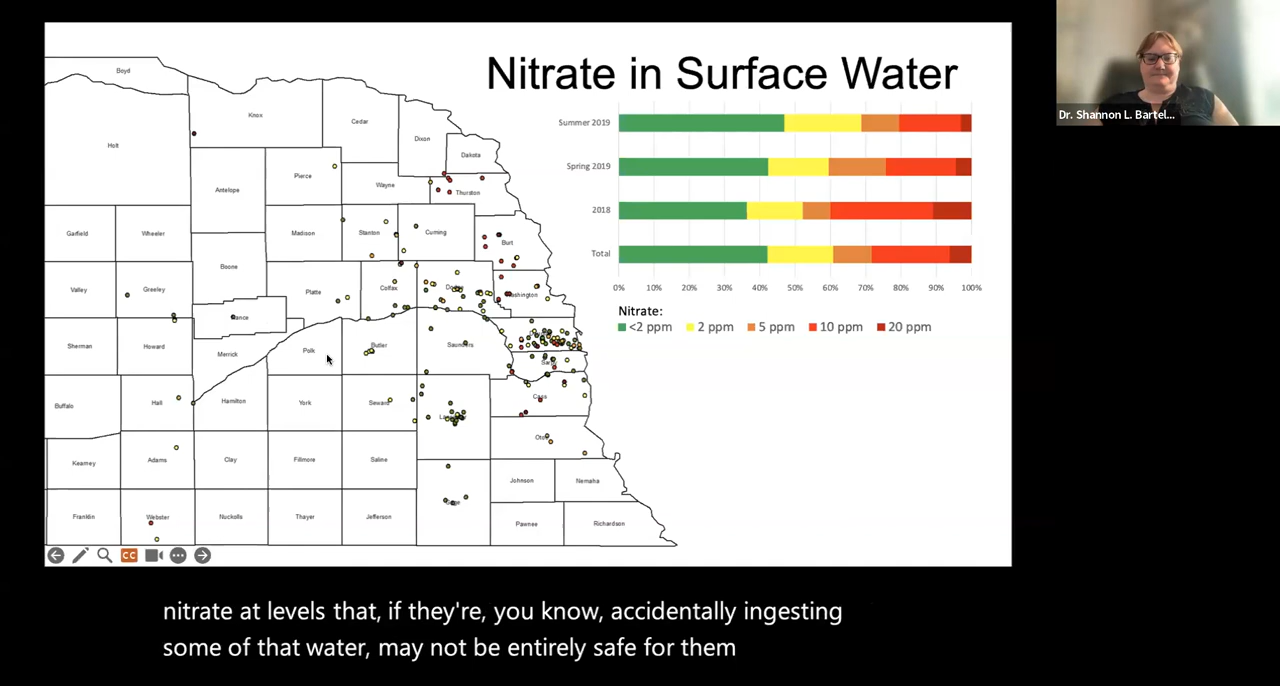 Nitrate in Surface Water
Dr. Shannon L. Bartel...
Summer 2019
Spring 2019
2018
Total
0% 10% 20% 30% 40% 50% 60% 70% 80% 90% 100%
Nitrate:
<2 ppm 2 ppm 5 ppm 10 ppm 20 ppm
Boyd
Knox
Cedar
Dixon
Dakota
Holt
Antelope
Pierce
Wayne
Thurston
Garfield
Wheeler
Madison
Stanton
Cuming
Burt
Boone
Valley
Greeley
Platte
Colfax
Washington
Sherman
Howard
Merrick
Polk
Butler
Saunders
Buffalo
Hall
Hamilton
York
Seward
Cass
Otoe
Kearney
Adams
Clay
Fillmore
Saline
Johnson
Nemaha
Franklin
Webster
Nuckolls
Thayer
Jefferson
Pawnee
Richardson
CC
nitrate at levels that, if they're, you know, accidentally ingesting
some of that water, may not be entirely safe for them